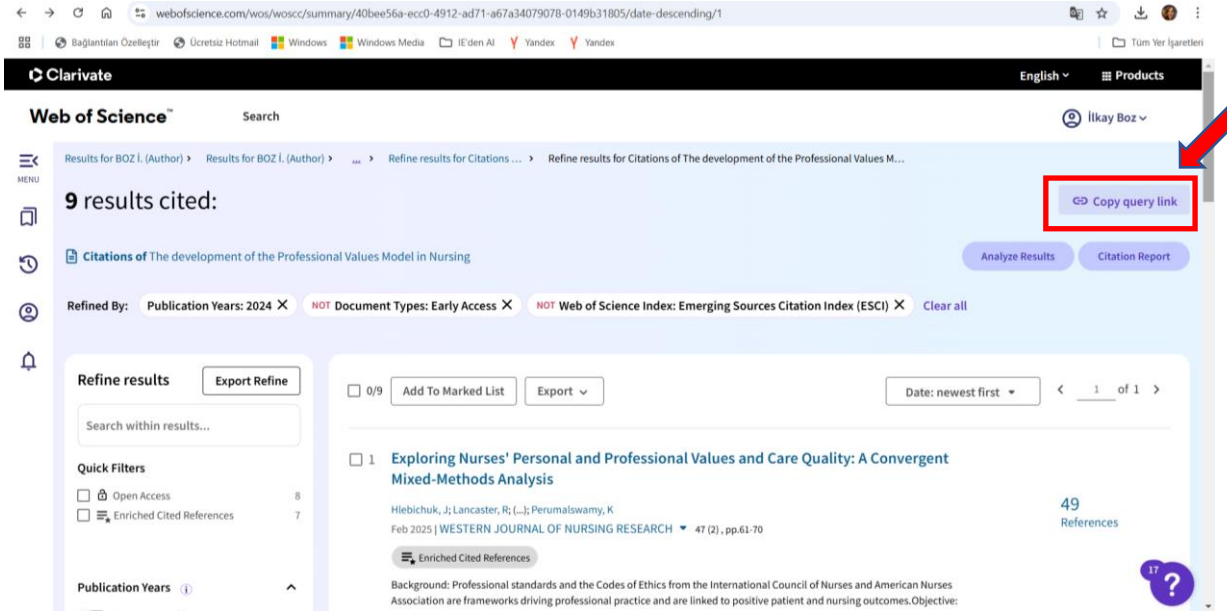 webofscience.com/wos/woscc/summary/40bee56a-ecc0-4912-ad71-a67a34079078-0149b31805/date-descending/1
Bağlantıları Özelleştir Ücretsiz Hotmail Windows Windows Media IE'den Al Yandex Yandex Tüm Yer İşaretleri
Clarivate English Products
Web of Science™ Search İlkay Boz
MENU
Results for BOZ İ. (Author) > Results for BOZ İ. (Author) > ... > Refine results for Citations ... > Refine results for Citations of The development of the Professional Values M...
9 results cited:
Copy query link
Citations of The development of the Professional Values Model in Nursing
Analyze Results Citation Report
Refined By: Publication Years: 2024 X NOT Document Types: Early Access X NOT Web of Science Index: Emerging Sources Citation Index (ESCI) X Clear all
Refine results Export Refine
0/9 Add To Marked List Export Date: newest first < 1 of 1 >
Search within results...
Quick Filters
Open Access 8
Enriched Cited References 7
Publication Years i
1 Exploring Nurses' Personal and Professional Values and Care Quality: A Convergent
Mixed-Methods Analysis
Hlebichuk, J; Lancaster, R; (...); Perumalswamy, K
Feb 2025 | WESTERN JOURNAL OF NURSING RESEARCH 47 (2), pp.61-70
Enriched Cited References
Background: Professional standards and the Codes of Ethics from the International Council of Nurses and American Nurses
Association are frameworks driving professional practice and are linked to positive patient and nursing outcomes.Objective:
49
References
17
?